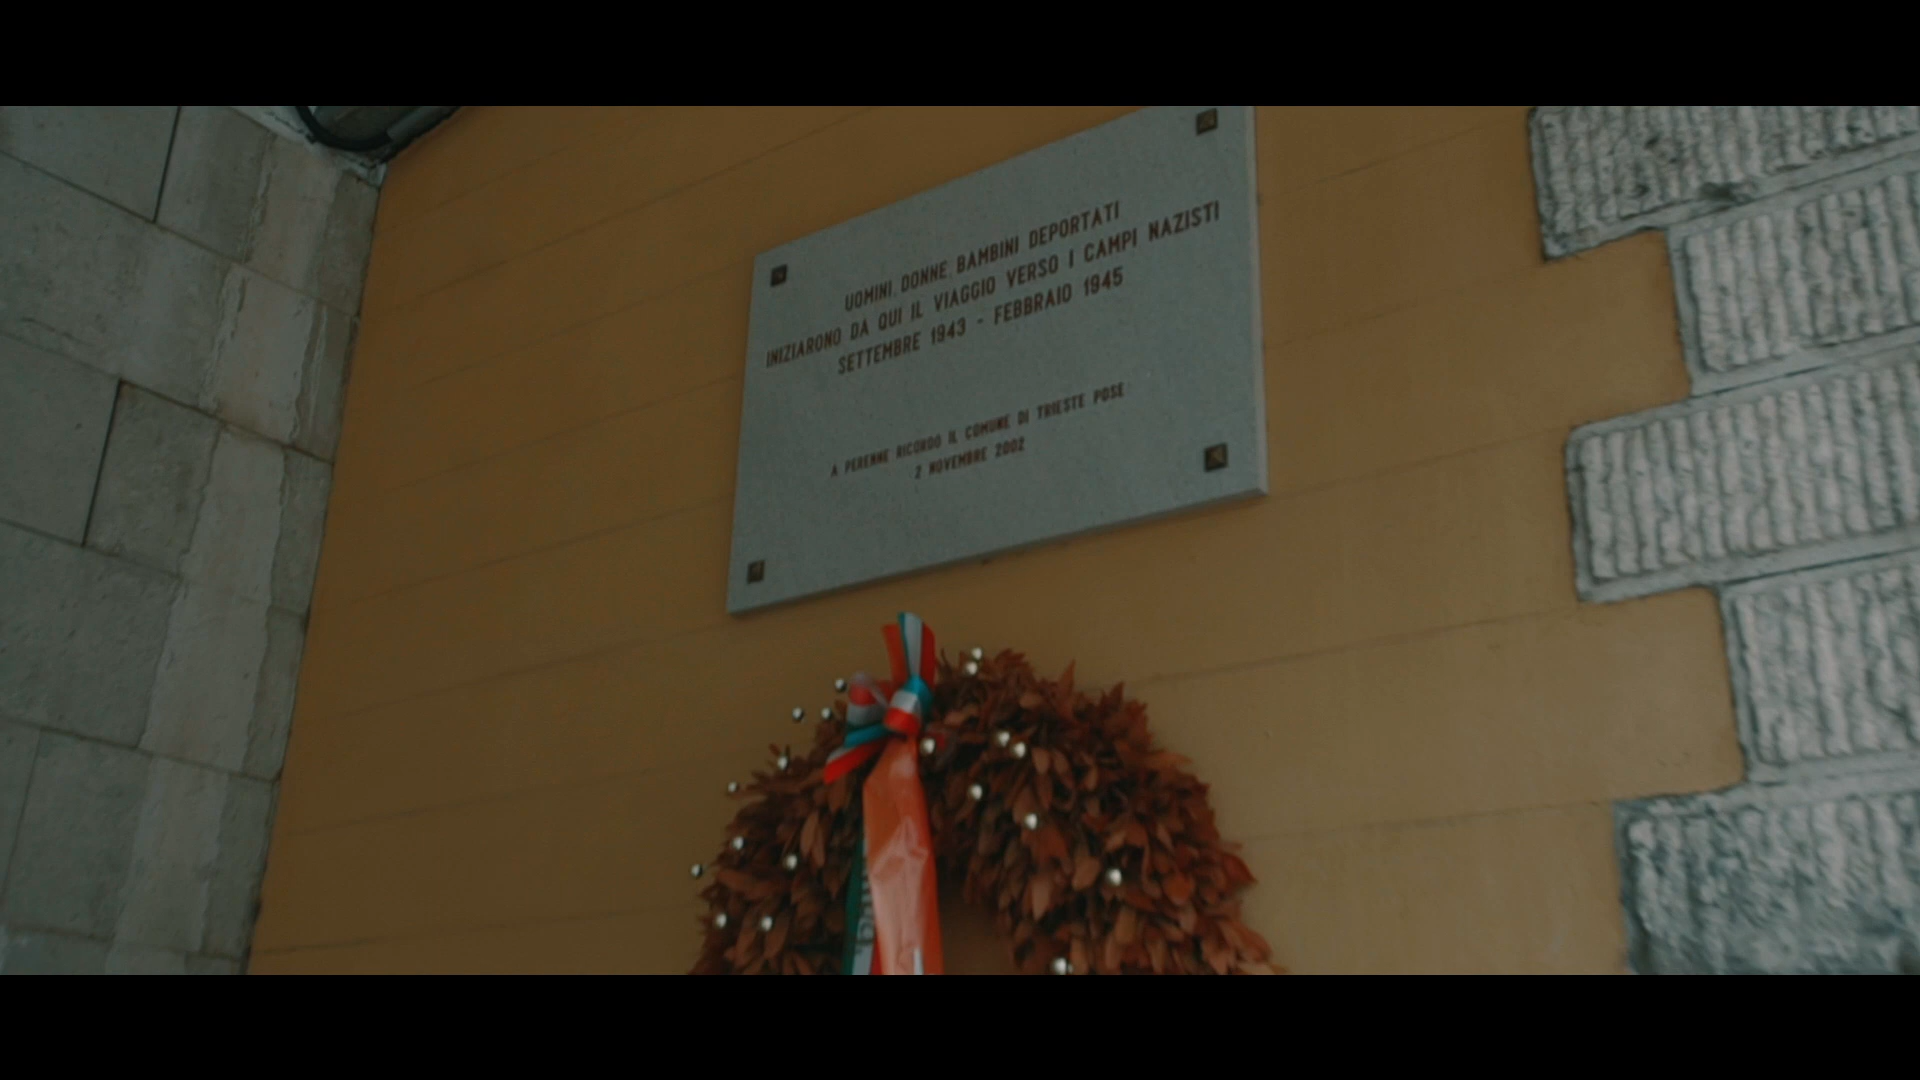 UOMINI, DONNE, BAMBINI DEPORTATI
INIZIARONO DA QUI IL VIAGGIO VERSO I CAMPI NAZISTI
SETTEMBRE 1943 - FEBBRAIO 1945
A PERENNE RICORDO IL COMUNE DI TRIESTE POSE
2 NOVEMBRE 2002